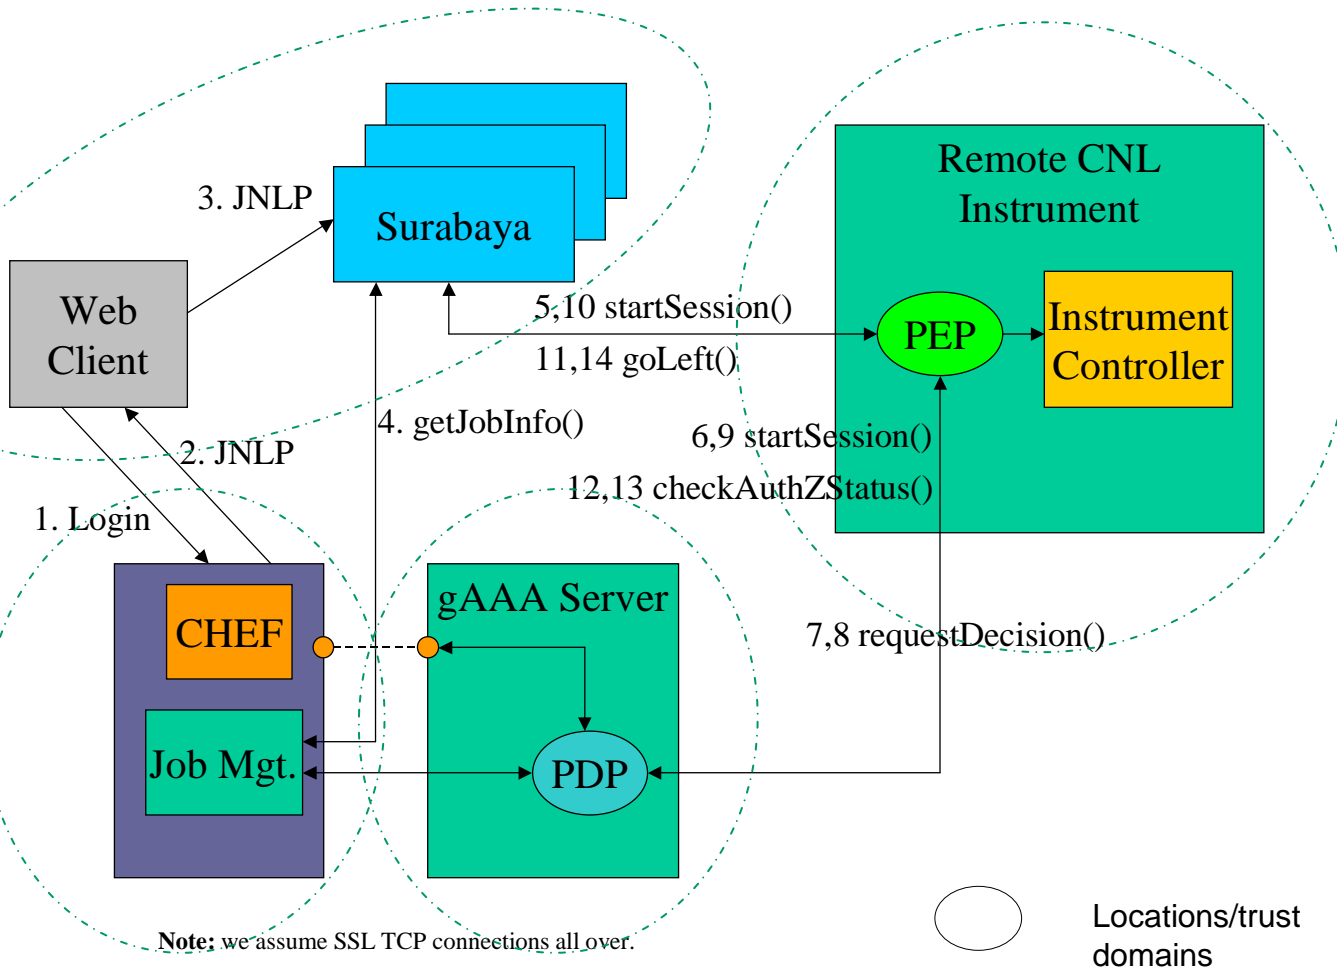 Remote CNL
Instrument
3. JNLP
Surabaya
Web
Client
5,10 startSession()
PEP
Instrument
Controller
11,14 goLeft()
4. getJobInfo()
6,9 startSession()
2. JNLP
12,13 checkAuthZStatus()
1. Login
gAAA Server
CHEF
7,8 requestDecision()
Job Mgt.
PDP
Locations/trust
domains
Note: we assume SSL TCP connections all over.